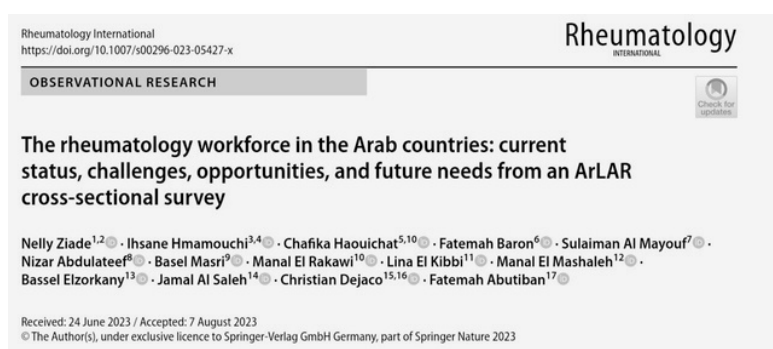 Rheumatology International
https://doi.org/10.1007/s00296-023-05427-x
Rheumatology
INTERNATIONAL
OBSERVATIONAL RESEARCH
Check for
updates
The rheumatology workforce in the Arab countries: current
status, challenges, opportunities, and future needs from an ArLAR
cross-sectional survey
Nelly Ziade1,2 · Ihsane Hmamouchi3,4 · Chafika Haouichat5,10 · Fatemah Baron6 · Sulaiman Al Mayouf7 ·
Nizar Abdulateef8 · Basel Masri9 · Manal El Rakawi10 · Lina El Kibbi11 · Manal El Mashaleh12 ·
Bassel Elzorkany13 · Jamal Al Saleh14 · Christian Dejaco15,16 · Fatemah Abutiban17
Received: 24 June 2023 / Accepted: 7 August 2023
© The Author(s), under exclusive licence to Springer-Verlag GmbH Germany, part of Springer Nature 2023